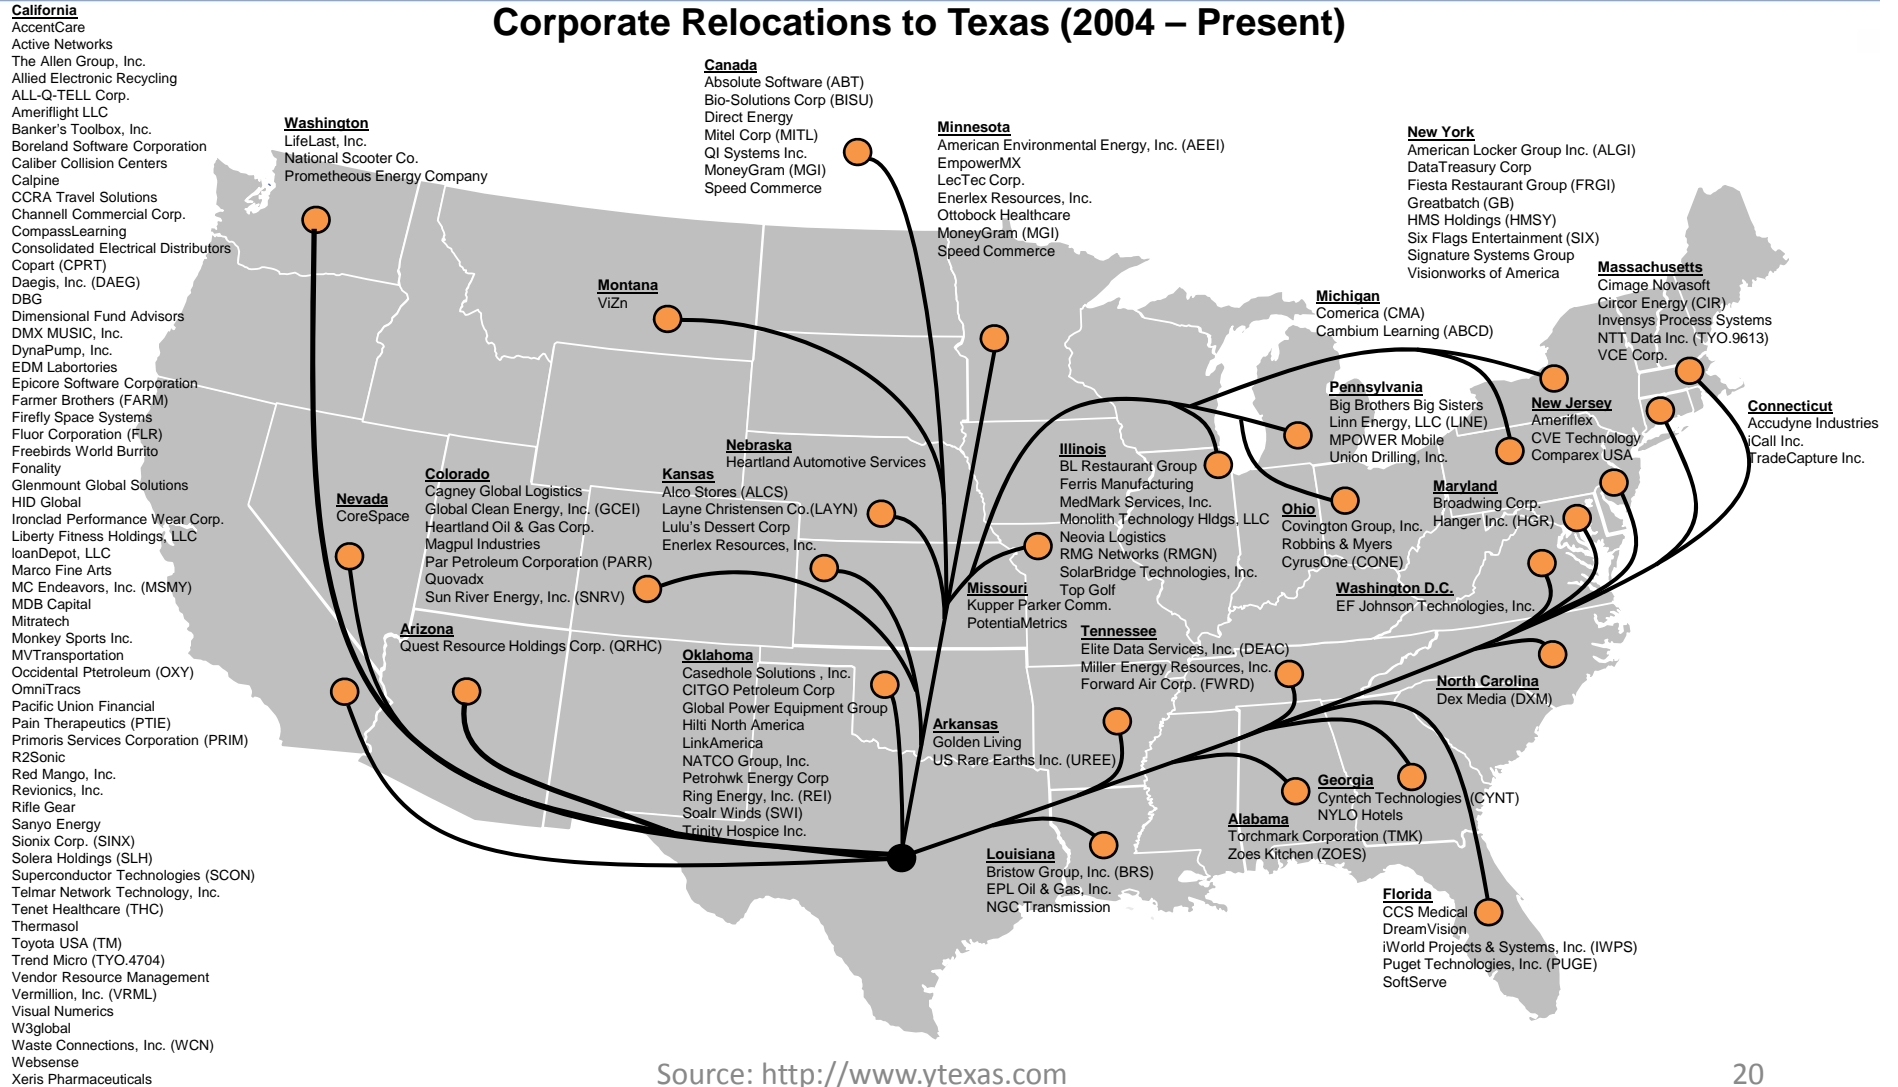 Corporate Relocations to Texas (2004 – Present)
California
AccentCare
Active Networks
The Allen Group, Inc.
Allied Electronic Recycling
ALL-Q-TELL Corp.
Ameriflight LLC
Banker's Toolbox, Inc.
Boreland Software Corporation
Caliber Collision Centers
Calpine
CCRA Travel Solutions
Channell Commercial Corp.
CompassLearning
Consolidated Electrical Distributors
Copart (CPRT)
Daegis, Inc. (DAEG)
DBG
Dimensional Fund Advisors
DMX MUSIC, Inc.
DynaPump, Inc.
EDM Labortories
Epicore Software Corporation
Farmer Brothers (FARM)
Firefly Space Systems
Fluor Corporation (FLR)
Freebirds World Burrito
Fonality
Glenmount Global Solutions
HID Global
Ironclad Performance Wear Corp.
Liberty Fitness Holdings, LLC
loanDepot, LLC
Marco Fine Arts
MC Endeavors, Inc. (MSMY)
MDB Capital
Mitratech
Monkey Sports Inc.
MVTransportation
Occidental Ptetroleum (OXY)
OmniTracs
Pacific Union Financial
Pain Therapeutics (PTIE)
Primoris Services Corporation (PRIM)
R2Sonic
Red Mango, Inc.
Revionics, Inc.
Rifle Gear
Sanyo Energy
Sionix Corp. (SINX)
Solera Holdings (SLH)
Superconductor Technologies (SCON)
Telmar Network Technology, Inc.
Tenet Healthcare (THC)
Thermasol
Toyota USA (TM)
Trend Micro (TYO.4704)
Vendor Resource Management
Vermillion, Inc. (VRML)
Visual Numerics
W3global
Waste Connections, Inc. (WCN)
Websense
Xeris Pharmaceuticals
Washington
LifeLast, Inc.
National Scooter Co.
Prometheous Energy Company
Canada
Absolute Software (ABT)
Bio-Solutions Corp (BISU)
Direct Energy
Mitel Corp (MITL)
QI Systems Inc.
MoneyGram (MGI)
Speed Commerce
Minnesota
American Environmental Energy, Inc. (AEEI)
EmpowerMX
LecTec Corp.
Enerlex Resources, Inc.
Ottobock Healthcare
MoneyGram (MGI)
Speed Commerce
New York
American Locker Group Inc. (ALGI)
DataTreasury Corp
Fiesta Restaurant Group (FRGI)
Greatbatch (GB)
HMS Holdings (HMSY)
Six Flags Entertainment (SIX)
Signature Systems Group
Visionworks of America
Massachusetts
Cimage Novasoft
Circor Energy (CIR)
Invensys Process Systems
NTT Data Inc. (TYO.9613)
VCE Corp.
Montana
ViZn
Michigan
Comerica (CMA)
Cambium Learning (ABCD)
Pennsylvania
Big Brothers Big Sisters
Linn Energy, LLC (LINE)
MPOWER Mobile
Union Drilling, Inc.
New Jersey
Ameriflex
CVE Technology
Comparex USA
Connecticut
Accudyne Industries
iCall Inc.
TradeCapture Inc.
Nebraska
Heartland Automotive Services
Illinois
BL Restaurant Group
Ferris Manufacturing
MedMark Services, Inc.
Monolith Technology Hldgs, LLC
Neovia Logistics
RMG Networks (RMGN)
SolarBridge Technologies, Inc.
Top Golf
Colorado
Cagney Global Logistics
Global Clean Energy, Inc. (GCEI)
Heartland Oil & Gas Corp.
Magpul Industries
Par Petroleum Corporation (PARR)
Quovadx
Sun River Energy, Inc. (SNRV)
Kansas
Alco Stores (ALCS)
Layne Christensen Co.(LAYN)
Lulu's Dessert Corp
Enerlex Resources, Inc.
Nevada
CoreSpace
Ohio
Covington Group, Inc.
Robbins & Myers
CyrusOne (CONE)
Maryland
Broadwing Corp.
Hanger Inc. (HGR)
Washington D.C.
EF Johnson Technologies, Inc.
Missouri
Kupper Parker Comm.
PotentiaMetrics
Arizona
Quest Resource Holdings Corp. (QRHC)
Tennessee
Elite Data Services, Inc. (DEAC)
Miller Energy Resources, Inc.
Forward Air Corp. (FWRD)
Oklahoma
Casedhole Solutions , Inc.
CITGO Petroleum Corp
Global Power Equipment Group
Hilti North America
LinkAmerica
NATCO Group, Inc.
Petrohwk Energy Corp
Ring Energy, Inc. (REI)
Soalr Winds (SWI)
Trinity Hospice Inc.
North Carolina
Dex Media (DXM)
Arkansas
Golden Living
US Rare Earths Inc. (UREE)
Georgia
Cyntech Technologies (CYNT)
NYLO Hotels
Alabama
Torchmark Corporation (TMK)
Zoes Kitchen (ZOES)
Louisiana
Bristow Group, Inc. (BRS)
EPL Oil & Gas, Inc.
NGC Transmission
Florida
CCS Medical
DreamVision
iWorld Projects & Systems, Inc. (IWPS)
Puget Technologies, Inc. (PUGE)
SoftServe
Source: http://www.ytexas.com
20